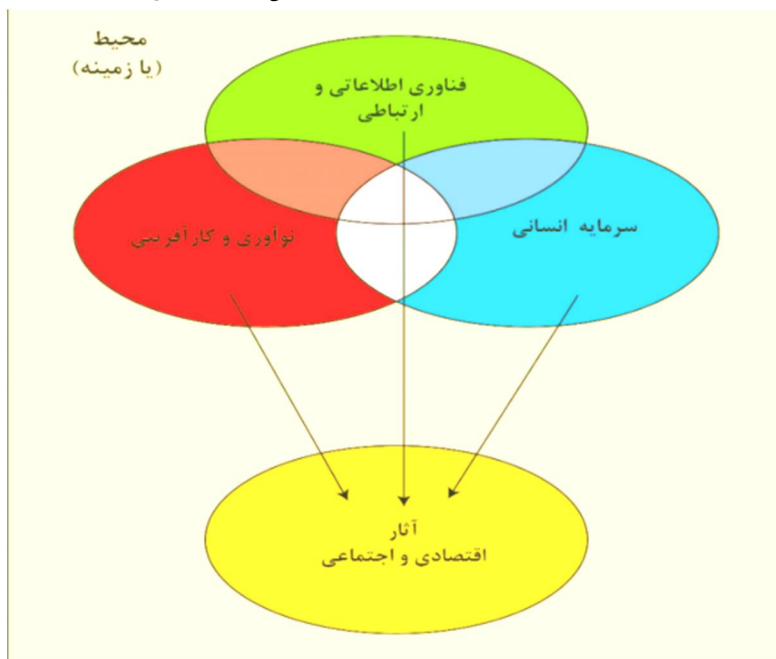 محیط
(یا زمینه)
فناوری اطلاعاتی و
ارتباطی
سرمایه انسانی
نوآوری و کارآفرینی
آثار
اقتصادی و اجتماعی